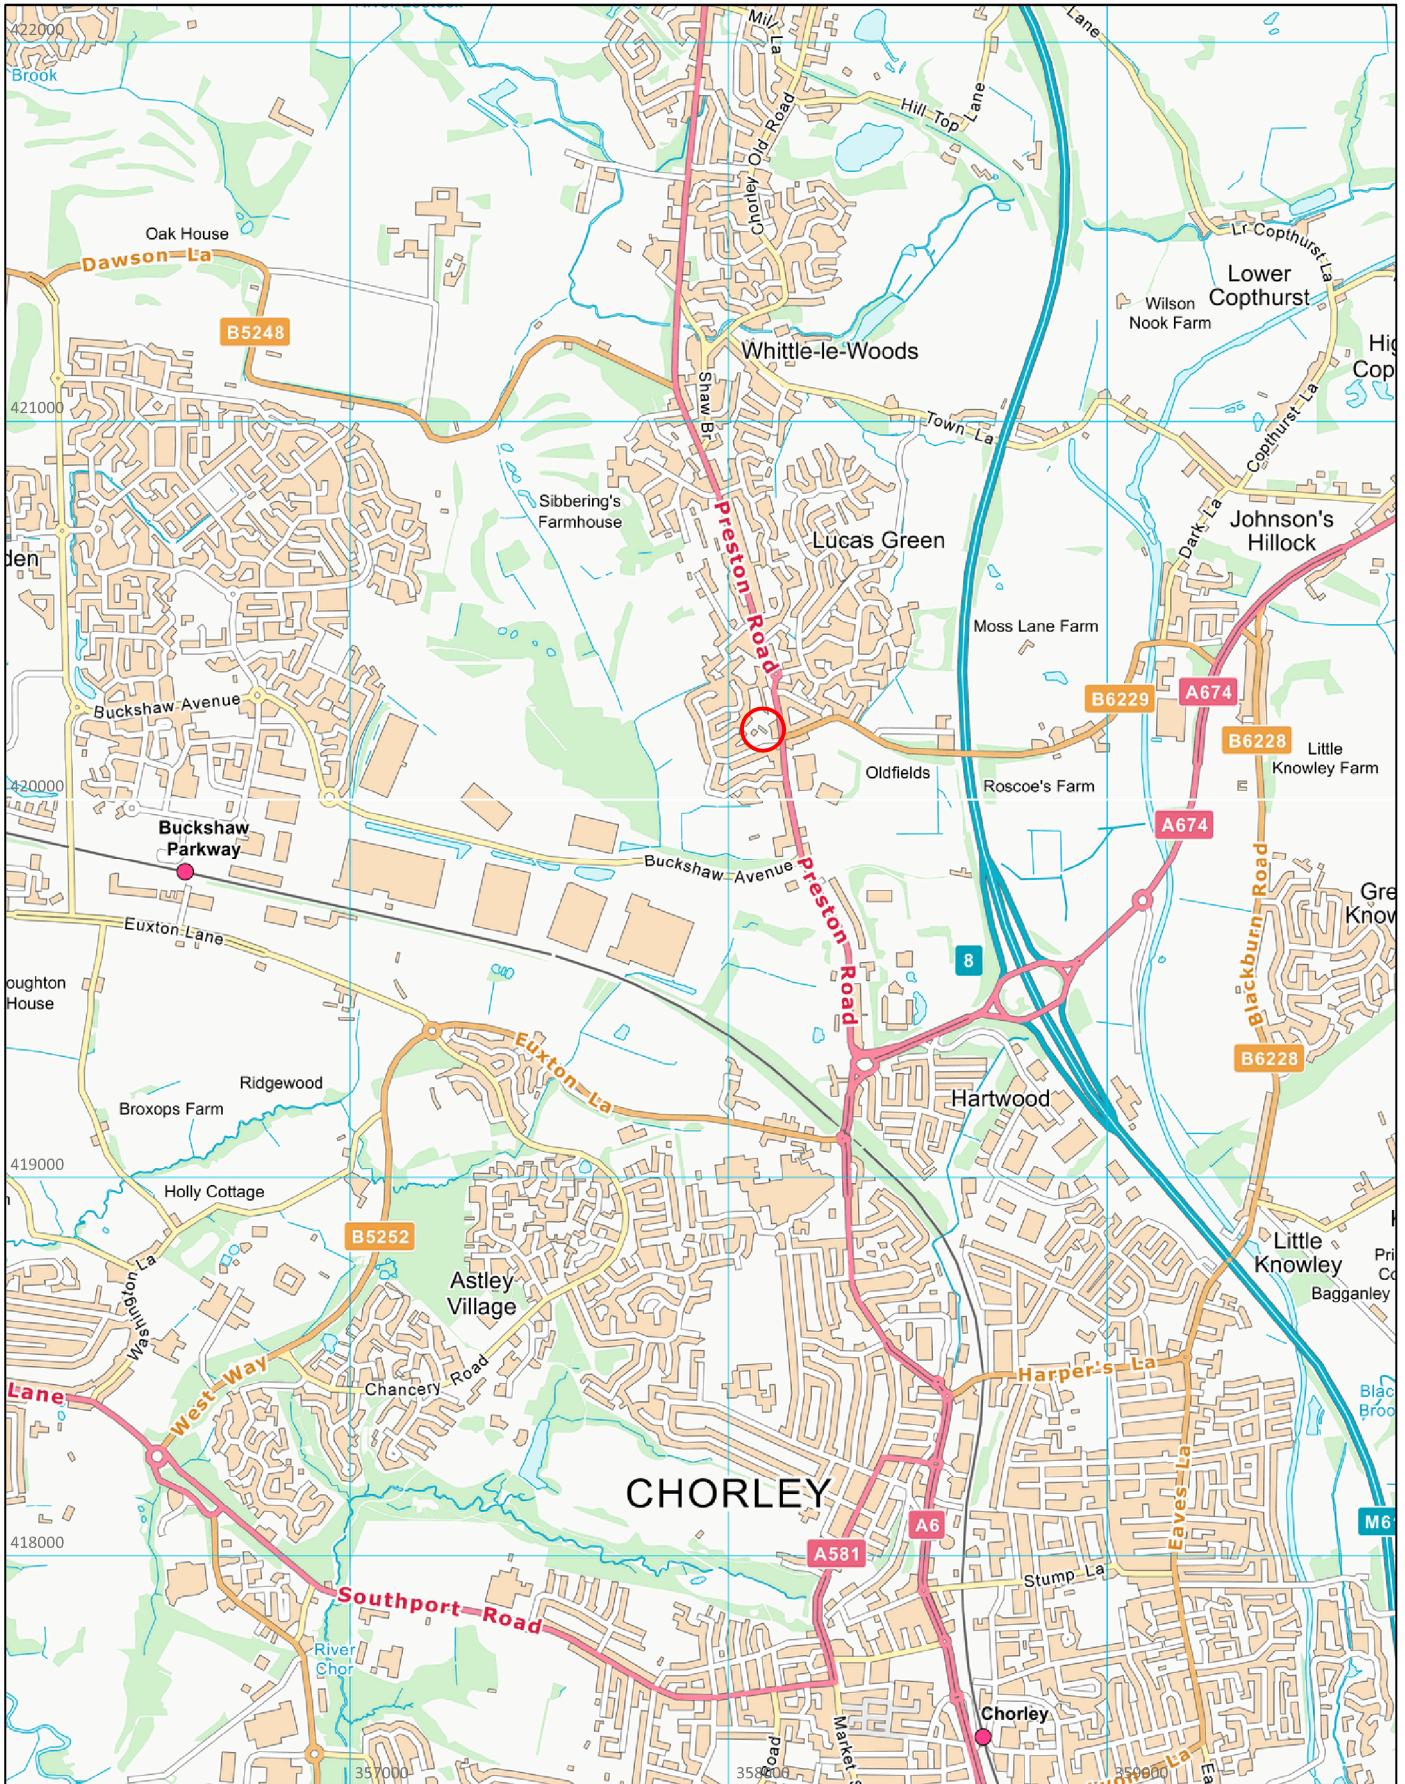 422000
Brook
Mill La
Lane
Hill Top Lane
Chorley Old Road
Oak House
Dawson La
B5248
Lr Copthurst La
Lower
Copthurst
Wilson
Nook Farm
Whittle-le-Woods
Shaw Br
421000
Town La
Copthurst La
Sibbering's
Farmhouse
Preston Road
Lucas Green
Dark La
Johnson's
Hillock
Moss Lane Farm
B6229
A674
Buckshaw Avenue
B6228
Little
Knowley Farm
Oldfields
Roscoe's Farm
420000
A674
Buckshaw
Parkway
Buckshaw Avenue
Preston Road
Blackburn Road
Euxton Lane
8
Euxton La
B6228
Ridgewood
Broxops Farm
Hartwood
419000
Holly Cottage
B5252
Washington La
Astley
Village
Little
Knowley
Bagganley
West Way
Chancery Road
Harper's La
Lane
Eaves La
CHORLEY
A6
A581
418000
Stump La
Southport Road
River
Chor
Chorley
Market
357000
358000
359000